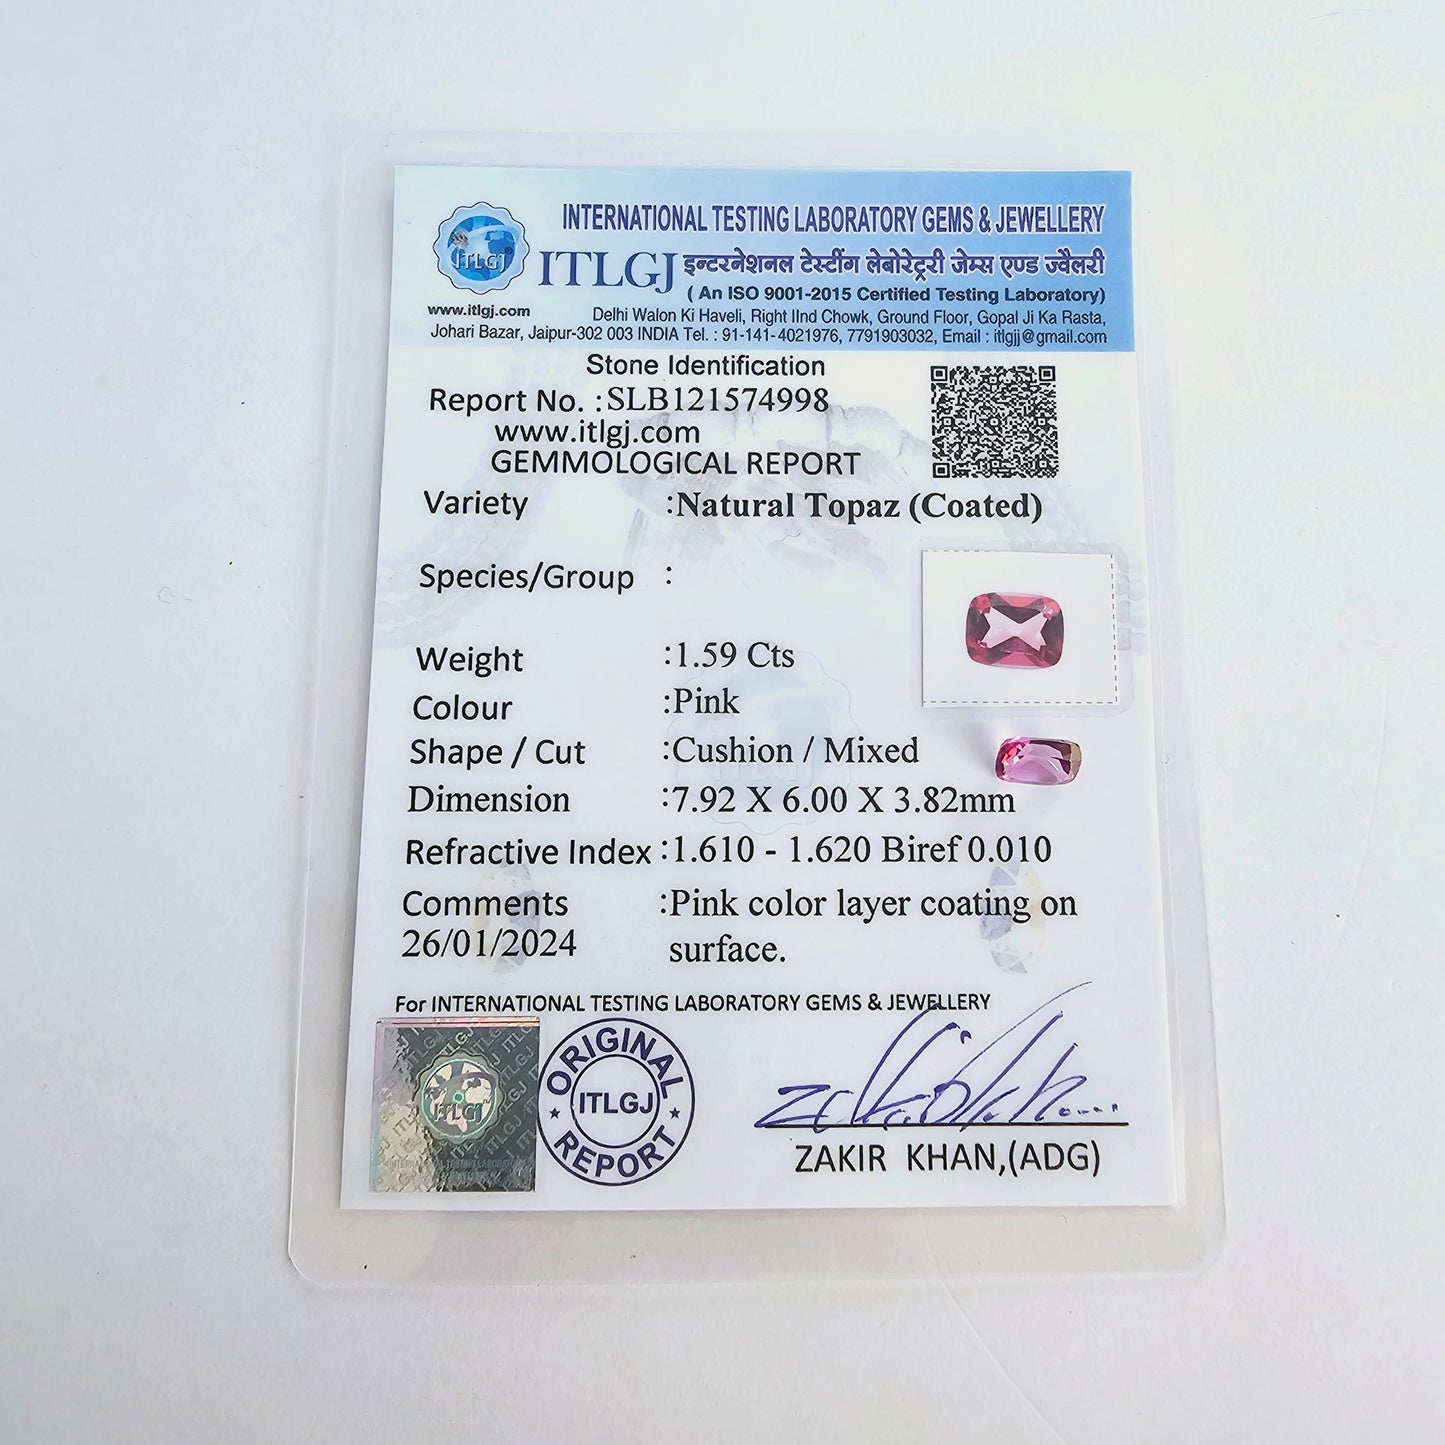 INTERNATIONAL TESTING LABORATORY GEMS & JEWELLERY
ITLGJ
ITLGJ इन्टरनेशनल टेस्टींग लेबोरेट्ररी जेम्स एण्ड ज्वैलरी
( An ISO 9001-2015 Certified Testing Laboratory)
www.itlgj.com Delhi Walon Ki Haveli, Right IInd Chowk, Ground Floor, Gopal Ji Ka Rasta,
Johari Bazar, Jaipur-302 003 INDIA Tel. : 91-141-4021976, 7791903032, Email : itlgjj@gmail.com
Stone Identification
Report No. :SLB121574998
www.itlgj.com
GEMMOLOGICAL REPORT
Variety :Natural Topaz (Coated)
Species/Group :
Weight :1.59 Cts
Colour :Pink
Shape / Cut :Cushion / Mixed
Dimension :7.92 X 6.00 X 3.82mm
Refractive Index :1.610 - 1.620 Biref 0.010
Comments :Pink color layer coating on
26/01/2024 surface.
For INTERNATIONAL TESTING LABORATORY GEMS & JEWELLERY
ITLGJ
ORIGINAL
ITLGJ
REPORT
ZAKIR KHAN,(ADG)